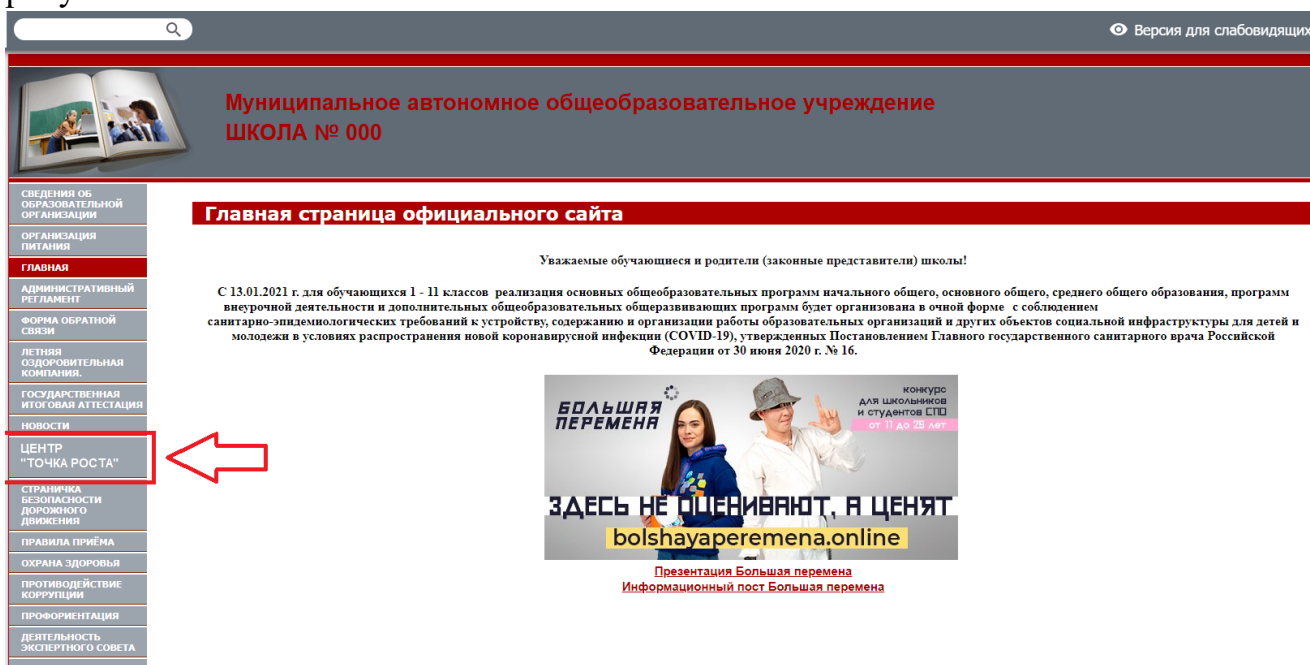 Версия для слабовидящих
Муниципальное автономное общеобразовательное учреждение
ШКОЛА № 000
СВЕДЕНИЯ ОБ
ОБРАЗОВАТЕЛЬНОЙ
ОРГАНИЗАЦИИ
ОРГАНИЗАЦИЯ
ПИТАНИЯ
ГЛАВНАЯ
АДМИНИСТРАТИВНЫЙ
РЕГЛАМЕНТ
ФОРМА ОБРАТНОЙ
СВЯЗИ
ЛЕТНЯЯ
ОЗДОРОВИТЕЛЬНАЯ
КОМПАНИЯ.
ГОСУДАРСТВЕННАЯ
ИТОГОВАЯ АТТЕСТАЦИЯ
НОВОСТИ
ЦЕНТР
"ТОЧКА РОСТА"
СТРАНИЧКА
БЕЗОПАСНОСТИ
ДОРОЖНОГО
ДВИЖЕНИЯ
ПРАВИЛА ПРИЁМА
ОХРАНА ЗДОРОВЬЯ
ПРОТИВОДЕЙСТВИЕ
КОРРУПЦИИ
ПРОФОРИЕНТАЦИЯ
ДЕЯТЕЛЬНОСТЬ
ЭКСПЕРТНОГО СОВЕТА
Главная страница официального сайта
Уважаемые обучающиеся и родители (законные представители) школы!
С 13.01.2021 г. для обучающихся 1 - 11 классов реализация основных общеобразовательных программ начального общего, основного общего, среднего общего образования, программ
внеурочной деятельности и дополнительных общеобразовательных общеразвивающих программ будет организована в очной форме с соблюдением
санитарно-эпидемиологических требований к устройству, содержанию и организации работы образовательных организаций и других объектов социальной инфраструктуры для детей и
молодежи в условиях распространения новой коронавирусной инфекции (COVID-19), утвержденных Постановлением Главного государственного санитарного врача Российской
Федерации от 30 июня 2020 г. № 16.
БОЛЬШАЯ
ПЕРЕМЕНА
конкурс
для школьников
и студентов СПО
от 11 до 25 лет
ЗДЕСЬ НЕ ОЦЕНИВАЮТ, А ЦЕНЯТ
bolshayaperemena.online
Презентация Большая перемена
Информационный пост Большая перемена